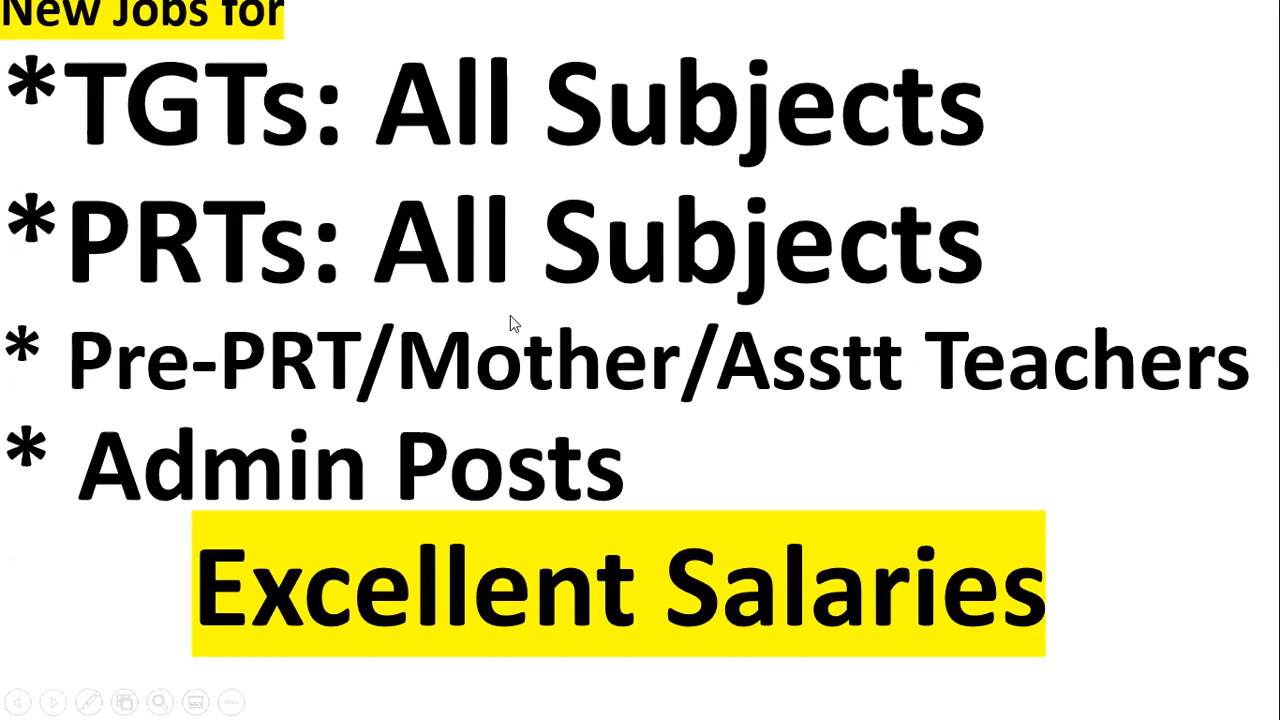 New Jobs for
*TGTs: All Subjects
*PRTs: All Subjects
* Pre-PRT/Mother/Asstt Teachers
* Admin Posts
Excellent Salaries